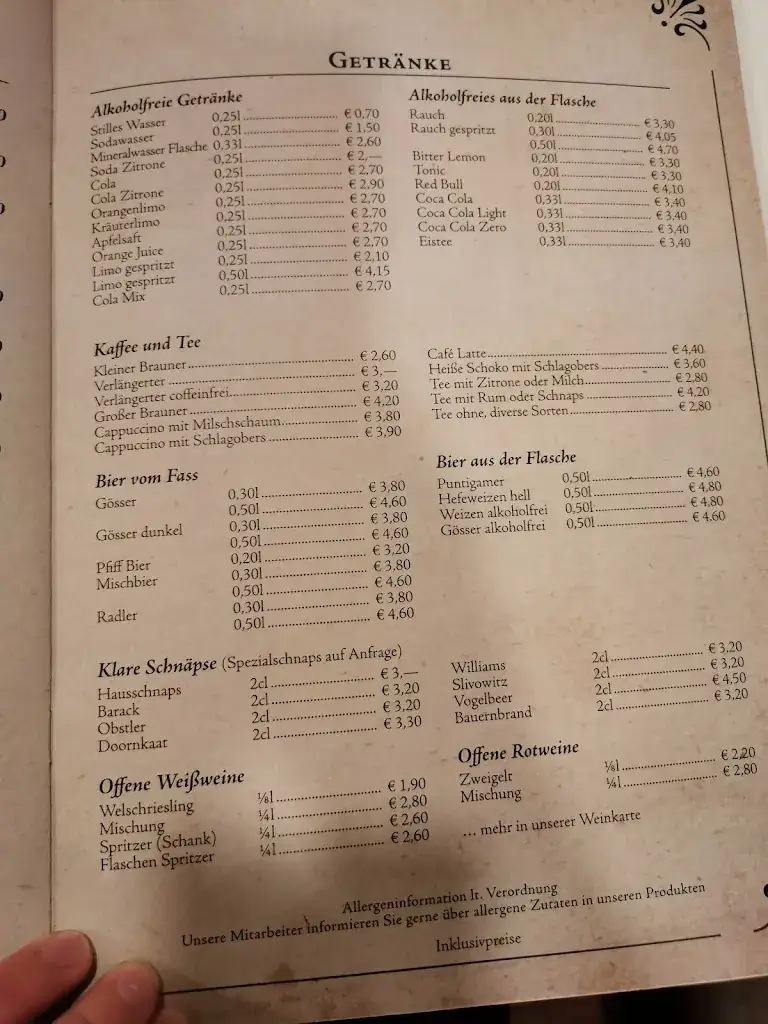 GETRÄNKE
Alkoholfreie Getränke
Stilles Wasser 0,25l ........ € 0,70
Sodawasser 0,25l ........ € 1,50
Mineralwasser Flasche 0,33l ........ € 2,60
Soda Zitrone 0,25l ........ € 2,—
Cola 0,25l ........ € 2,70
Cola Zitrone 0,25l ........ € 2,90
Orangenlimo 0,25l ........ € 2,70
Kräuterlimo 0,25l ........ € 2,70
Apfelsaft 0,25l ........ € 2,70
Orange Juice 0,25l ........ € 2,70
Limo gespritzt 0,25l ........ € 2,10
Limo gespritzt 0,50l ........ € 4,15
Cola Mix 0,25l ........ € 2,70
Alkoholfreies aus der Flasche
Rauch 0,20l ........ € 3,30
Rauch gespritzt 0,30l ........ € 4,05
0,50l ........ € 4,70
Bitter Lemon 0,20l ........ € 3,30
Tonic 0,20l ........ € 3,30
Red Bull 0,20l ........ € 4,10
Coca Cola 0,33l ........ € 3,40
Coca Cola Light 0,33l ........ € 3,40
Coca Cola Zero 0,33l ........ € 3,40
Eistee 0,33l ........ € 3,40
Kaffee und Tee
Kleiner Brauner ........ € 2,60
Verlängerter ........ € 3,—
Verlängerter coffeinfrei ........ € 3,20
Großer Brauner ........ € 4,20
Cappuccino mit Milschschaum ........ € 3,80
Cappuccino mit Schlagobers ........ € 3,90
Café Latte ........ € 4,40
Heiße Schoko mit Schlagobers ........ € 3,60
Tee mit Zitrone oder Milch ........ € 2,80
Tee mit Rum oder Schnaps ........ € 4,20
Tee ohne, diverse Sorten ........ € 2,80
Bier vom Fass
Gösser 0,30l ........ € 3,80
0,50l ........ € 4,60
Gösser dunkel 0,30l ........ € 3,80
0,50l ........ € 4,60
Pfiff Bier 0,20l ........ € 3,20
Mischbier 0,30l ........ € 3,80
0,50l ........ € 4,60
Radler 0,30l ........ € 3,80
0,50l ........ € 4,60
Bier aus der Flasche
Puntigamer 0,50l ........ € 4,60
Hefeweizen hell 0,50l ........ € 4,80
Weizen alkoholfrei 0,50l ........ € 4,80
Gösser alkoholfrei 0,50l ........ € 4,60
Klare Schnäpse (Spezialschnaps auf Anfrage)
Hausschnaps 2cl ........ € 3,—
Barack 2cl ........ € 3,20
Obstler 2cl ........ € 3,20
Doornkaat 2cl ........ € 3,30
Williams 2cl ........ € 3,20
Slivowitz 2cl ........ € 3,20
Vogelbeer 2cl ........ € 4,50
Bauernbrand 2cl ........ € 3,20
Offene Weißweine
Welschriesling ⅛l ........ € 1,90
Mischung ¼l ........ € 2,80
Spritzer (Schank) ¼l ........ € 2,60
Flaschen Spritzer ¼l ........ € 2,60
Offene Rotweine
Zweigelt ⅛l ........ € 2,20
Mischung ¼l ........ € 2,80
... mehr in unserer Weinkarte
Allergeninformation lt. Verordnung
Unsere Mitarbeiter informieren Sie gerne über allergene Zutaten in unseren Produkten
Inklusivpreise